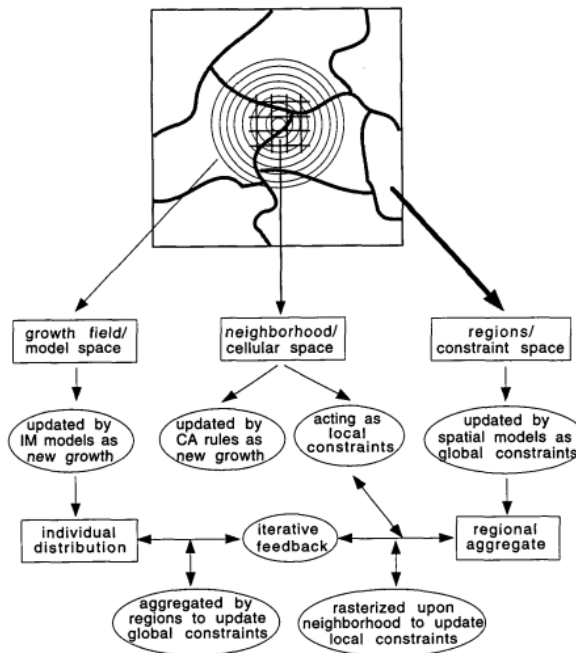 growth field/
model space
neighborhood/
cellular space
regions/
constraint space
updated by
IM models as
new growth
updated by
CA rules as
new growth
acting as
local
constraints
updated by
spatial models as
global constraints
individual
distribution
iterative
feedback
regional
aggregate
aggregated by
regions to update
global constraints
rasterized upon
neighborhood to update
local constraints